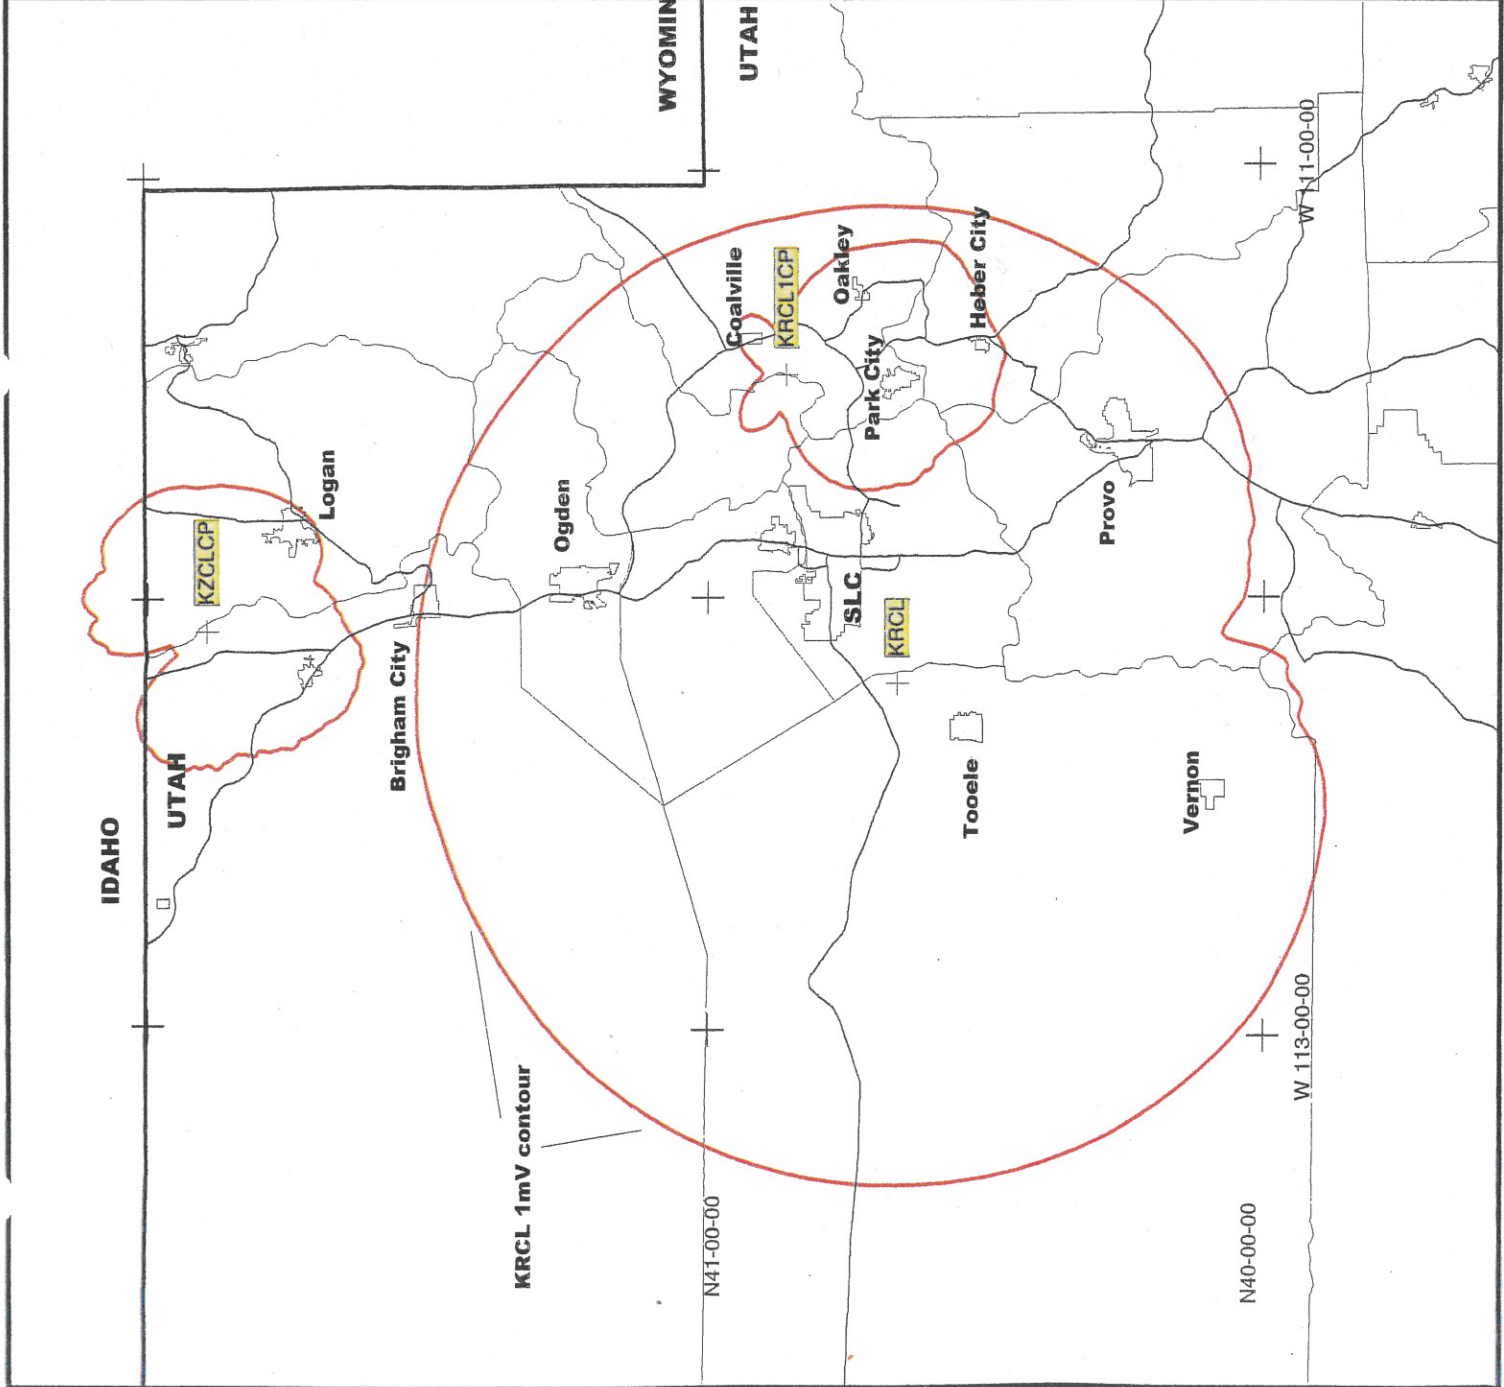 WYOMIN
UTAH
IDAHO
UTAH
KZCLCP
Logan
Brigham City
Ogden
Coalville
KRCL1CP
Oakley
Park City
Heber City
SLC
KRCL
Provo
Tooele
Vernon
KRCL 1mV contour
N41-00-00
N40-00-00
W 111-00-00
W 113-00-00